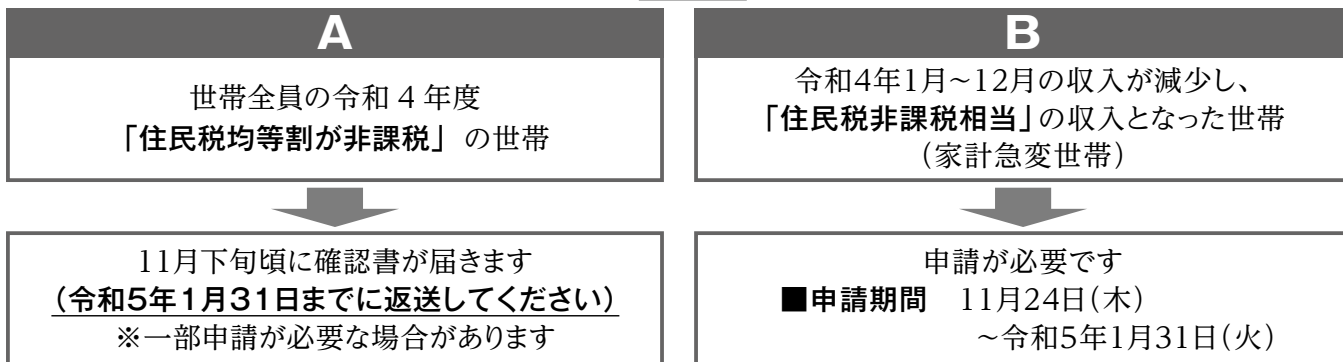 A
世帯全員の令和4年度
「住民税均等割が非課税」の世帯
11月下旬頃に確認書が届きます
(令和5年1月31日までに返送してください)
※一部申請が必要な場合があります
B
令和4年1月~12月の収入が減少し、
「住民税非課税相当」の収入となった世帯
(家計急変世帯)
申請が必要です
■申請期間 11月24日(木)
~令和5年1月31日(火)